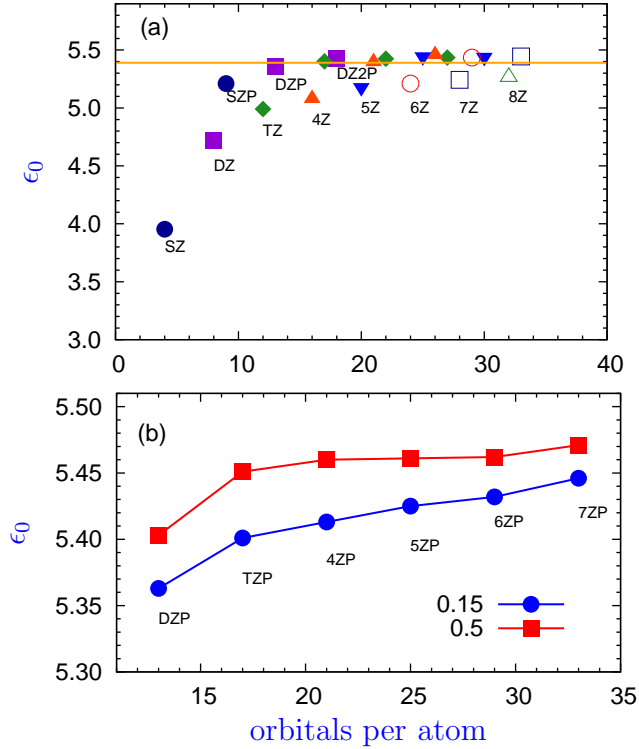 (a)
5.5
5.0
4.5
4.0
3.5
3.0
ϵ0
SZP
DZP
DZ2P
TZ
4Z
5Z
6Z
7Z
8Z
DZ
SZ
0 10 20 30 40
(b)
5.50
5.45
5.40
5.35
5.30
ϵ0
DZP
TZP
4ZP
5ZP
6ZP
7ZP
0.15
0.5
15 20 25 30 35
orbitals per atom